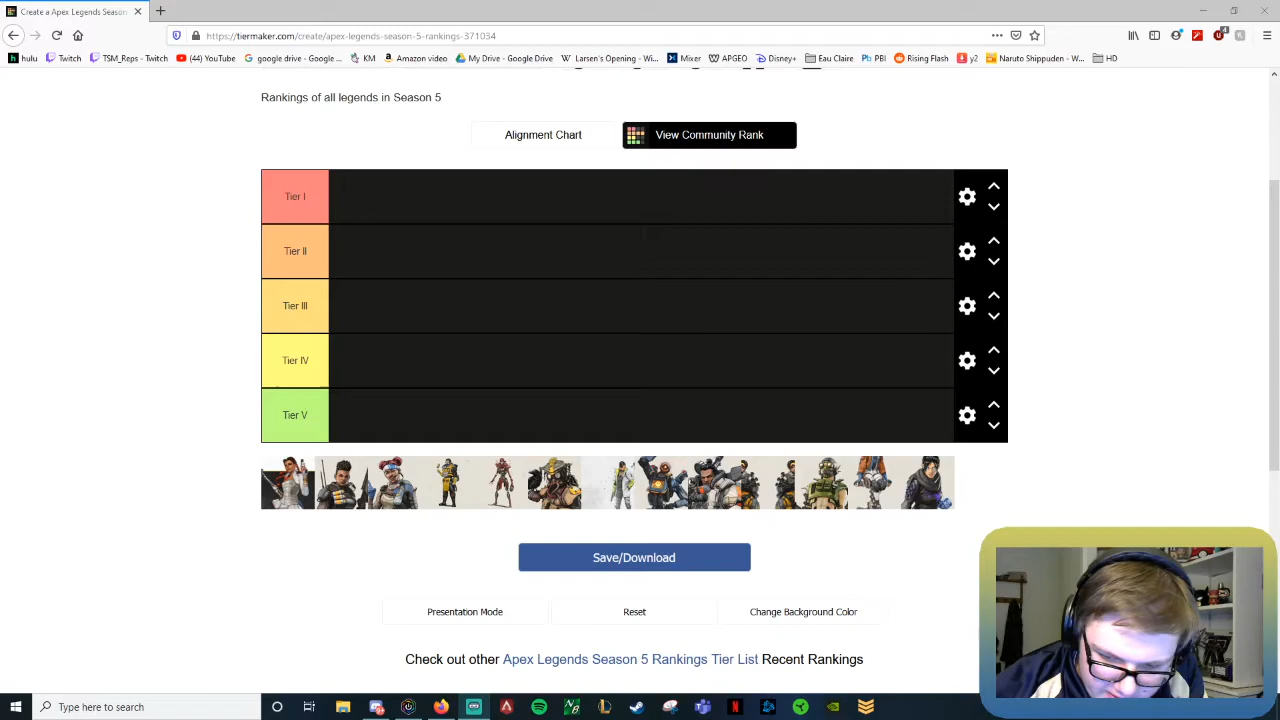 Create a Apex Legends Season
https://tiermaker.com/create/apex-legends-season-5-rankings-371034
4
hulu
Twitch
TSM_Reps - Twitch
(44) YouTube
google drive - Google ...
KM
Amazon video
My Drive - Google Drive
Larsen's Opening - Wi...
Mixer
APGEO
Disney+
Eau Claire
PBI
Rising Flash
y2
Naruto Shippuden - W...
HD
Rankings of all legends in Season 5
Alignment Chart
View Community Rank
Tier I
Tier II
Tier III
Tier IV
Tier V
Save/Download
Presentation Mode
Reset
Change Background Color
Check out other Apex Legends Season 5 Rankings Tier List Recent Rankings
Type here to search